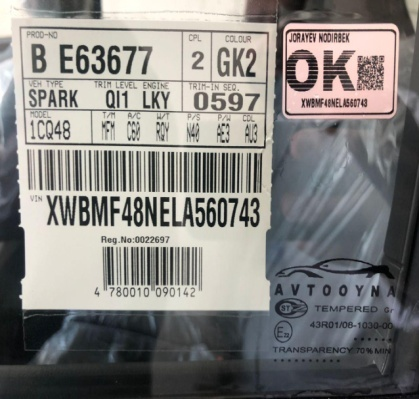 PROD-NO CPL COLOUR
B E63677 2 GK2
VEH TYPE TRIM LEVEL ENGINE TRIM-IN SEQ.
SPARK QI1 LKY 0597
MODEL T/M A/C W/T P/S P/W COL
1CQ48 MFM C60 RQY N40 AE3 AU3
VIN XWBMF48NELA560743
Reg.No:0022697
4 780010 090142
JORAYEV NODIRBEK
OK
XWBMF48NELA560743
AVTOOYNA
TEMPERED
43R01/08-1030-00
TRANSPARENCY 70% MIN